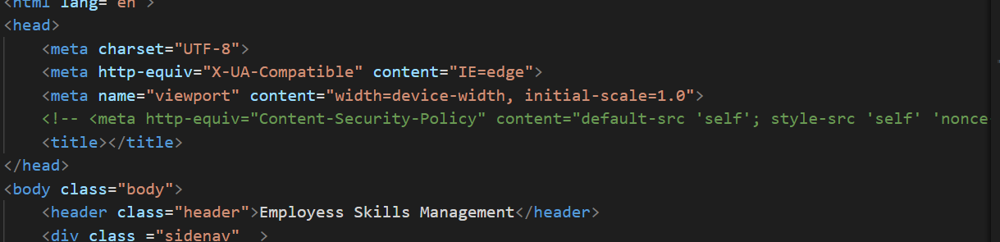 <html lang="en">
<head>
<meta charset="UTF-8">
<meta http-equiv="X-UA-Compatible" content="IE=edge">
<meta name="viewport" content="width=device-width, initial-scale=1.0">
<!-- <meta http-equiv="Content-Security-Policy" content="default-src 'self'; style-src 'self' 'nonce-
<title></title>
</head>
<body class="body">
<header class="header">Employess Skills Management</header>
<div class ="sidenav"  >